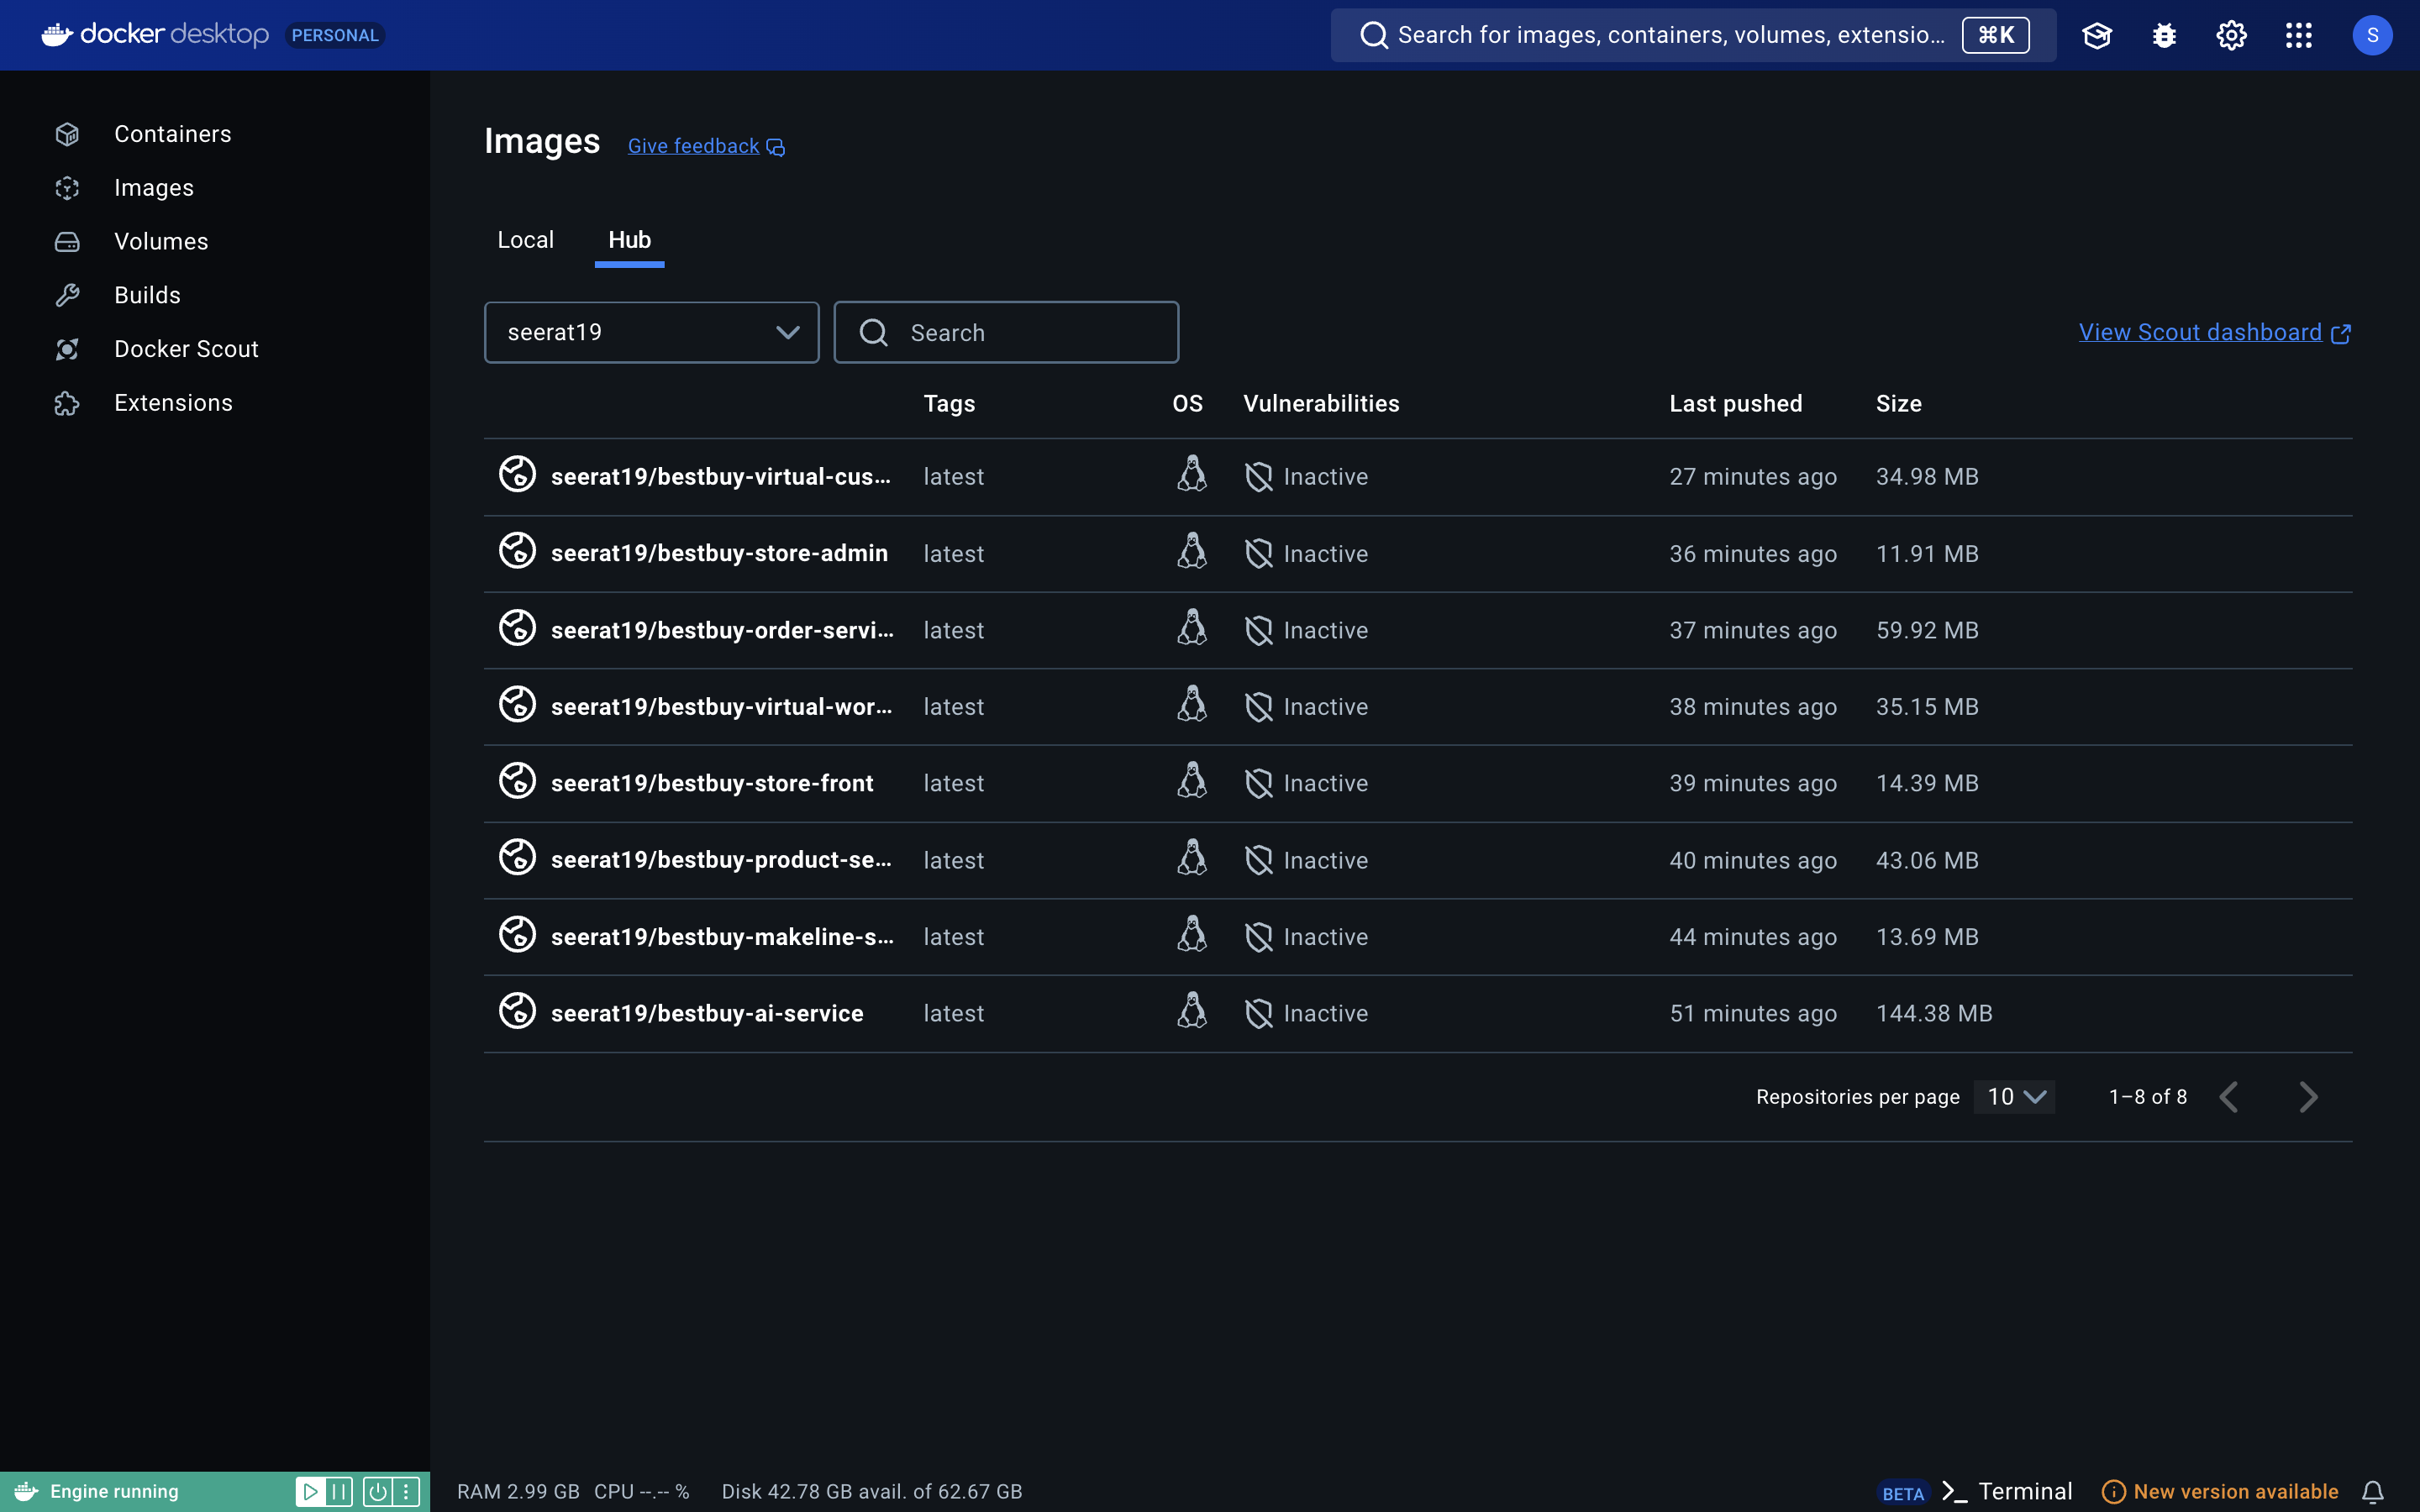 docker desktop PERSONAL
Search for images, containers, volumes, extensio... ⌘K
S
Containers
Images
Volumes
Builds
Docker Scout
Extensions
Images Give feedback
Local Hub
seerat19 Search View Scout dashboard
Tags OS Vulnerabilities Last pushed Size
seerat19/bestbuy-virtual-cus... latest Inactive 27 minutes ago 34.98 MB
seerat19/bestbuy-store-admin latest Inactive 36 minutes ago 11.91 MB
seerat19/bestbuy-order-servi... latest Inactive 37 minutes ago 59.92 MB
seerat19/bestbuy-virtual-wor... latest Inactive 38 minutes ago 35.15 MB
seerat19/bestbuy-store-front latest Inactive 39 minutes ago 14.39 MB
seerat19/bestbuy-product-se... latest Inactive 40 minutes ago 43.06 MB
seerat19/bestbuy-makeline-s... latest Inactive 44 minutes ago 13.69 MB
seerat19/bestbuy-ai-service latest Inactive 51 minutes ago 144.38 MB
Repositories per page 10 1–8 of 8
Engine running RAM 2.99 GB CPU --.-- % Disk 42.78 GB avail. of 62.67 GB BETA Terminal New version available